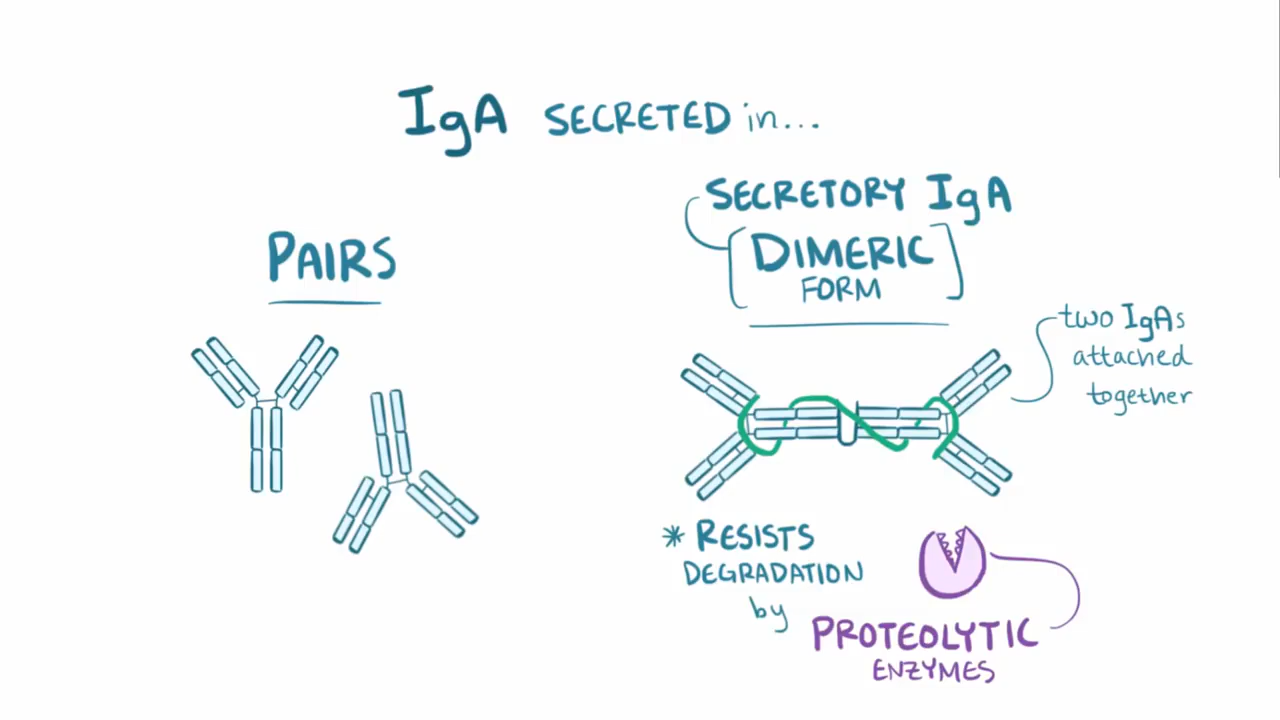 IgA SECRETED in...
PAIRS
SECRETORY IgA
DIMERIC
FORM
two IgAs
attached
together
* RESISTS
DEGRADATION
by
PROTEOLYTIC
ENZYMES